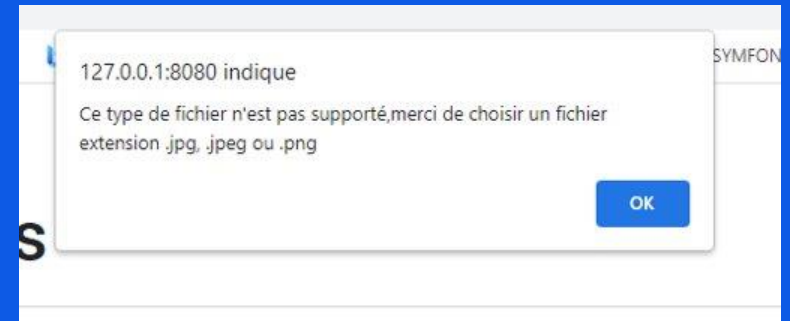 SYMFON
127.0.0.1:8080 indique
Ce type de fichier n'est pas supporté,merci de choisir un fichier
extension .jpg, .jpeg ou .png
OK
S